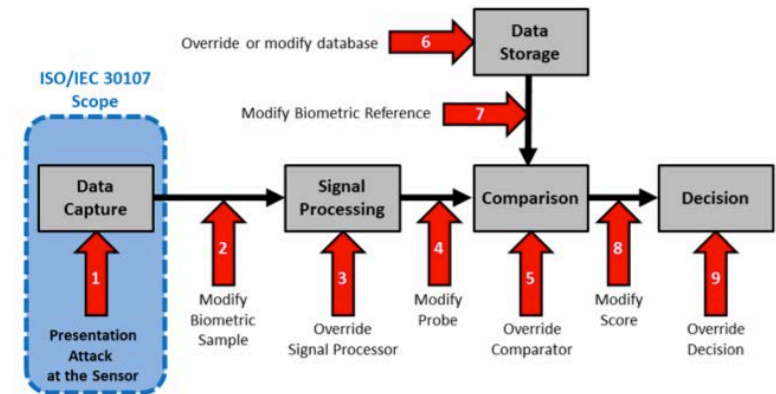 Override or modify database
6
Data
Storage
ISO/IEC 30107
Scope
Modify Biometric Reference
7
Data
Capture
Signal
Processing
Comparison
Decision
1
2
3
4
5
8
9
Presentation
Attack
at the Sensor
Modify
Biometric
Sample
Override
Signal Processor
Modify
Probe
Override
Comparator
Modify
Score
Override
Decision